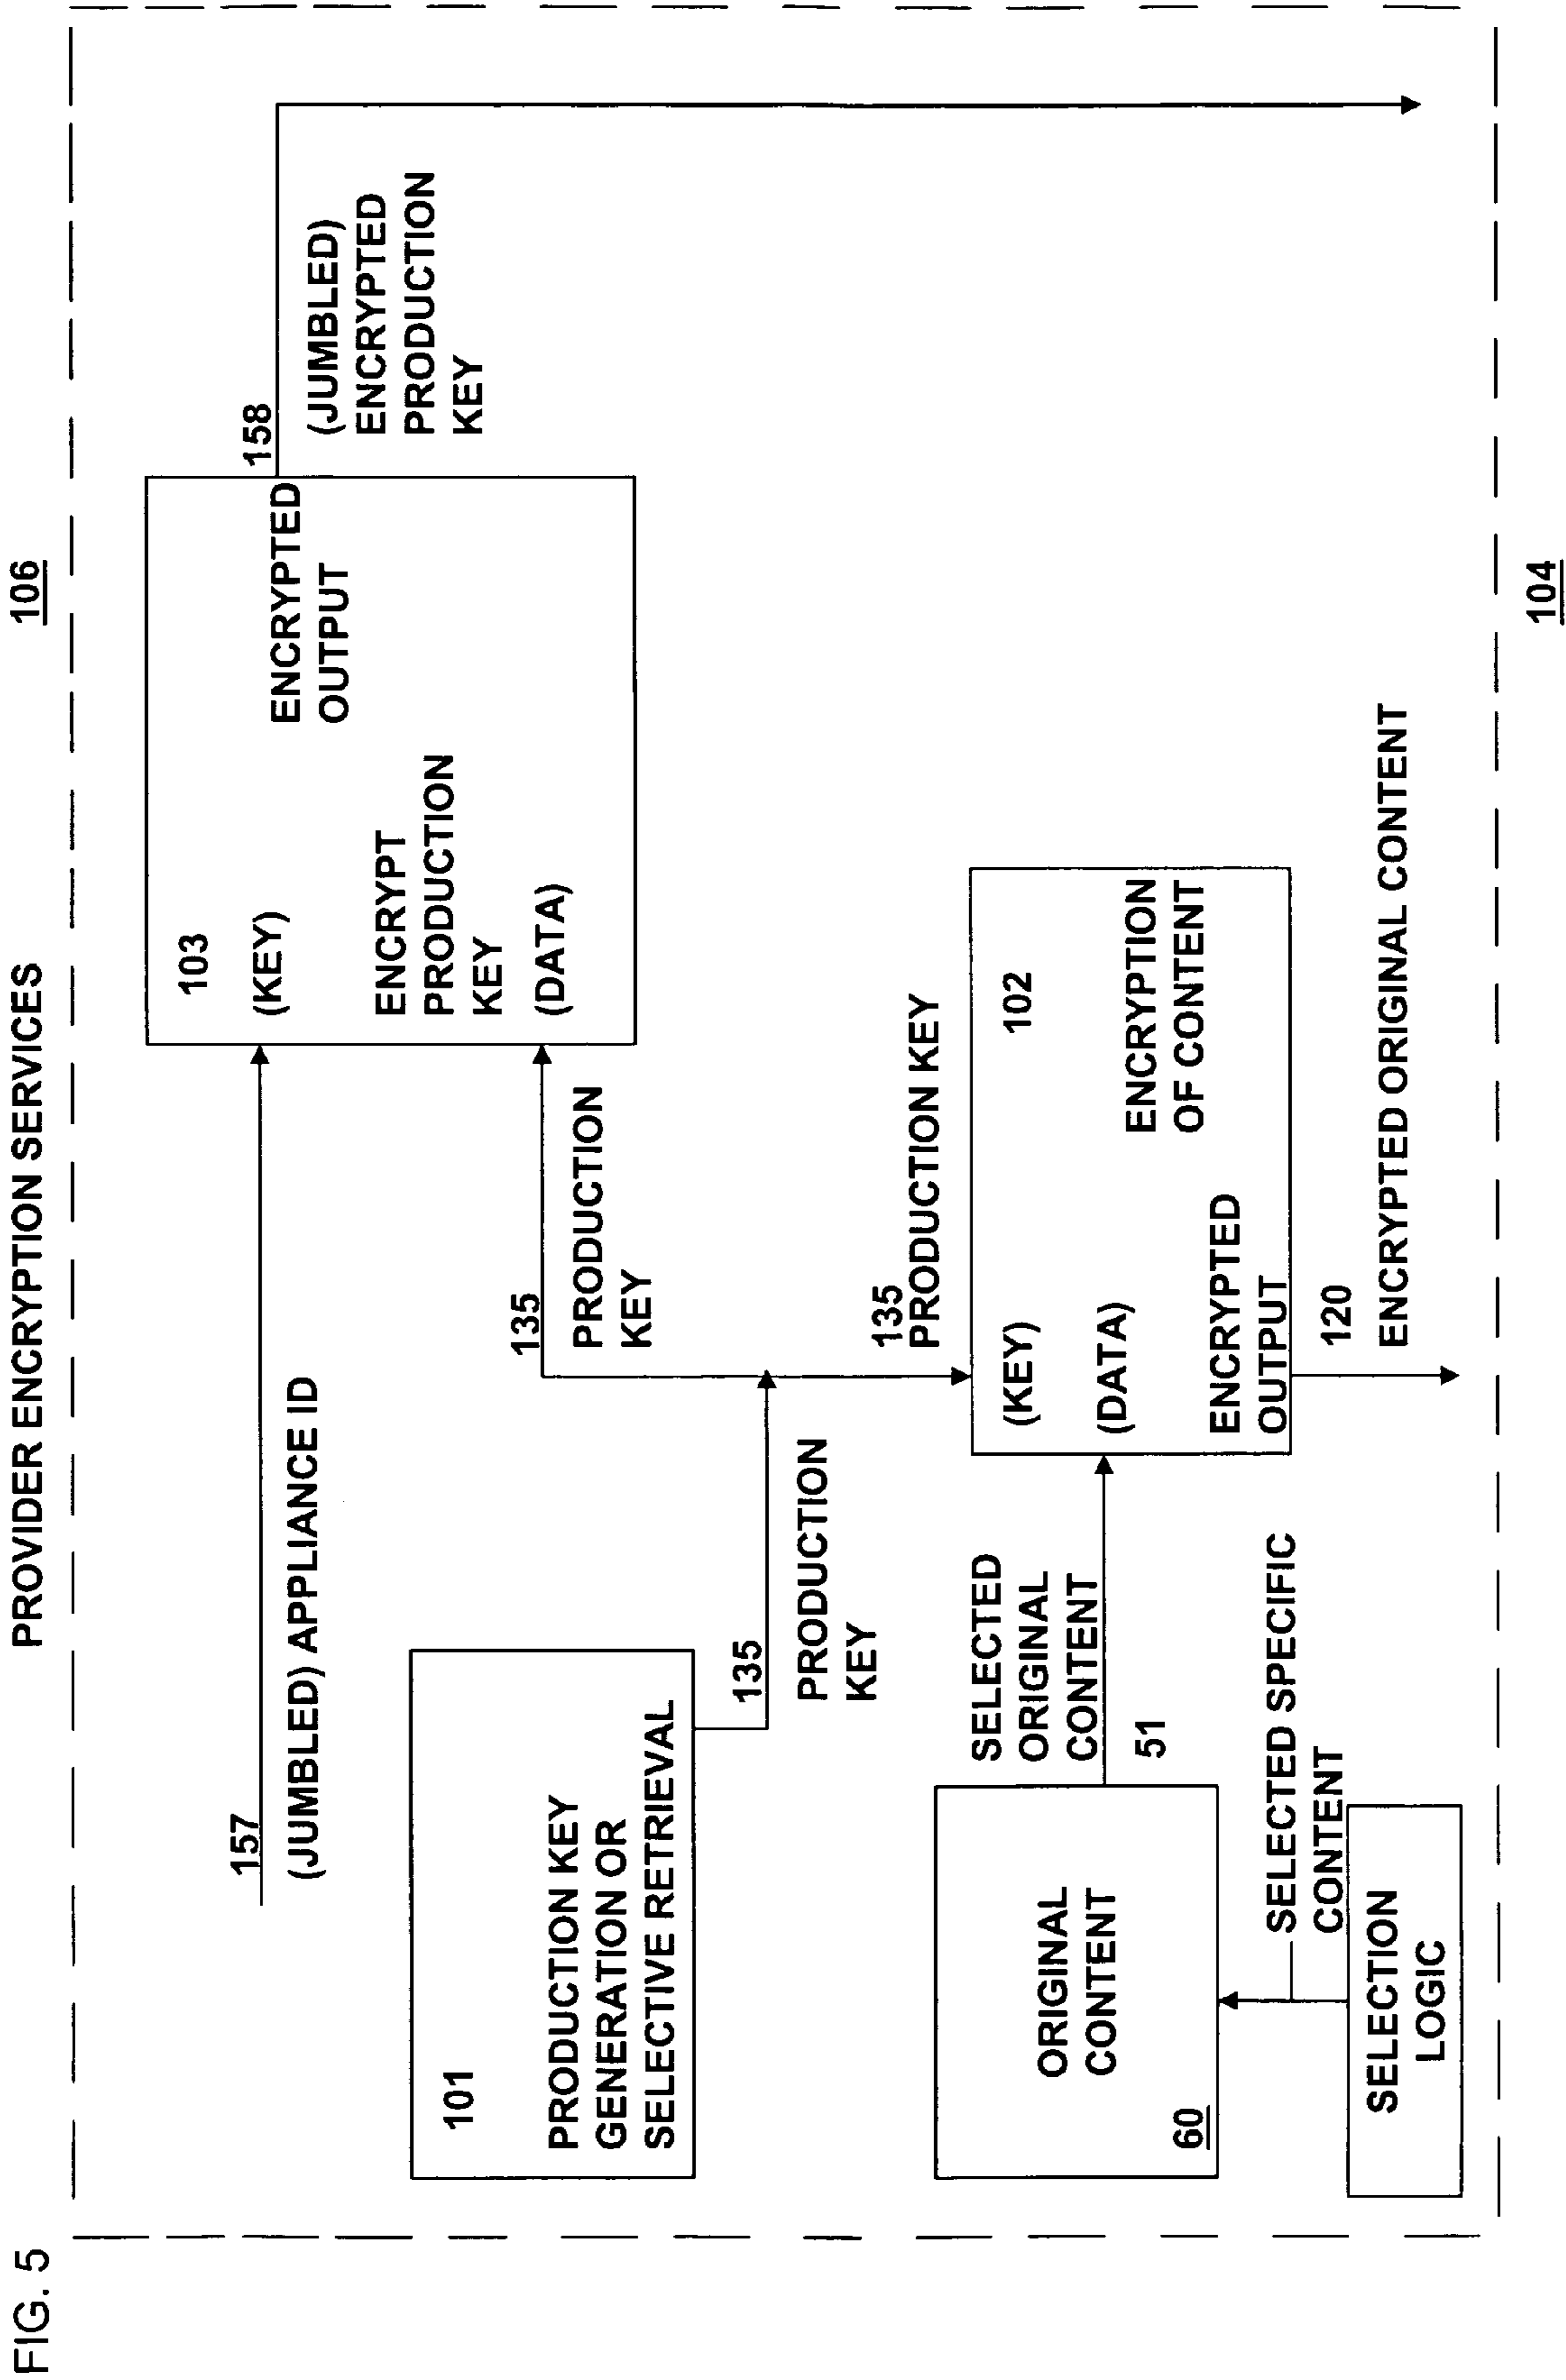 FIG. 5
PROVIDER ENCRYPTION SERVICES
106
157
(JUMBLED) APPLIANCE ID
103
(KEY)
ENCRYPT
PRODUCTION
KEY
(DATA)
ENCRYPTED
OUTPUT
158
(JUMBLED)
ENCRYPTED
PRODUCTION
KEY
101
PRODUCTION KEY
GENERATION OR
SELECTIVE RETRIEVAL
135
PRODUCTION
KEY
135
PRODUCTION
KEY
135
PRODUCTION KEY
ORIGINAL
CONTENT
60
SELECTED
ORIGINAL
CONTENT
51
(KEY)
102
(DATA)
ENCRYPTION
OF CONTENT
ENCRYPTED
OUTPUT
SELECTED SPECIFIC
CONTENT
SELECTION
LOGIC
120
ENCRYPTED ORIGINAL CONTENT
104